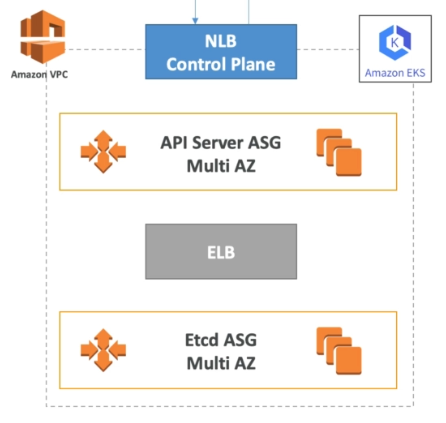 NLB
Control Plane
Amazon VPC
Amazon EKS
API Server ASG
Multi AZ
ELB
Etcd ASG
Multi AZ